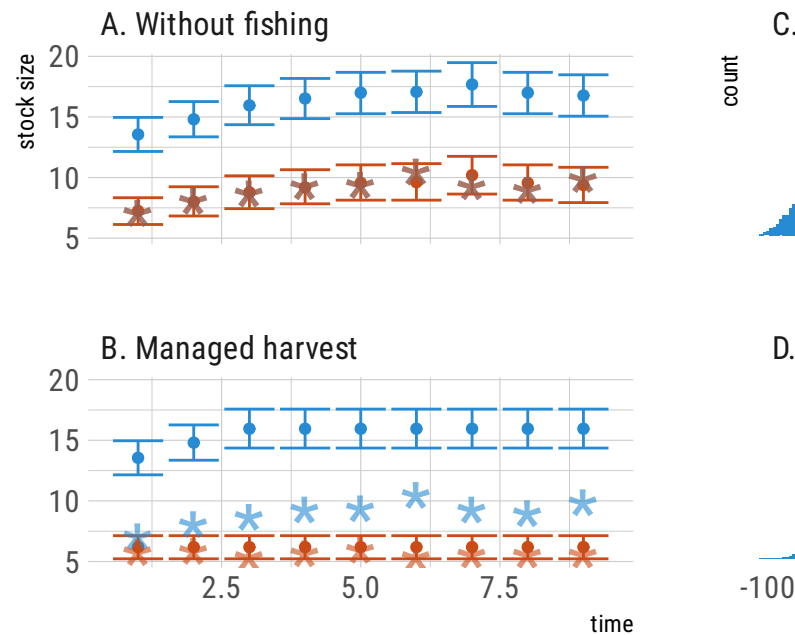 A. Without fishing
C.
stock size
20
15
10
5
count
B. Managed harvest
D.
20
15
10
5
2.5 5.0 7.5
-100
time